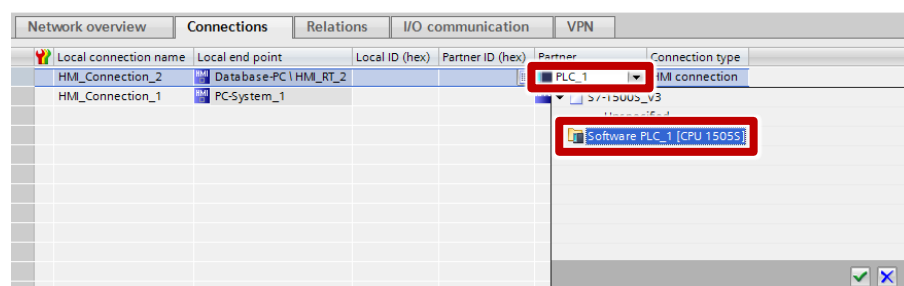 Network overview Connections Relations I/O communication VPN
Local connection name Local end point Local ID (hex) Partner ID (hex) Partner Connection type
HMI_Connection_2 Database-PC \ HMI_RT_2 PLC_1 HMI connection
HMI_Connection_1 PC-System_1 S7-1500S_V3
Unspecified
Software PLC_1 [CPU 1505S]